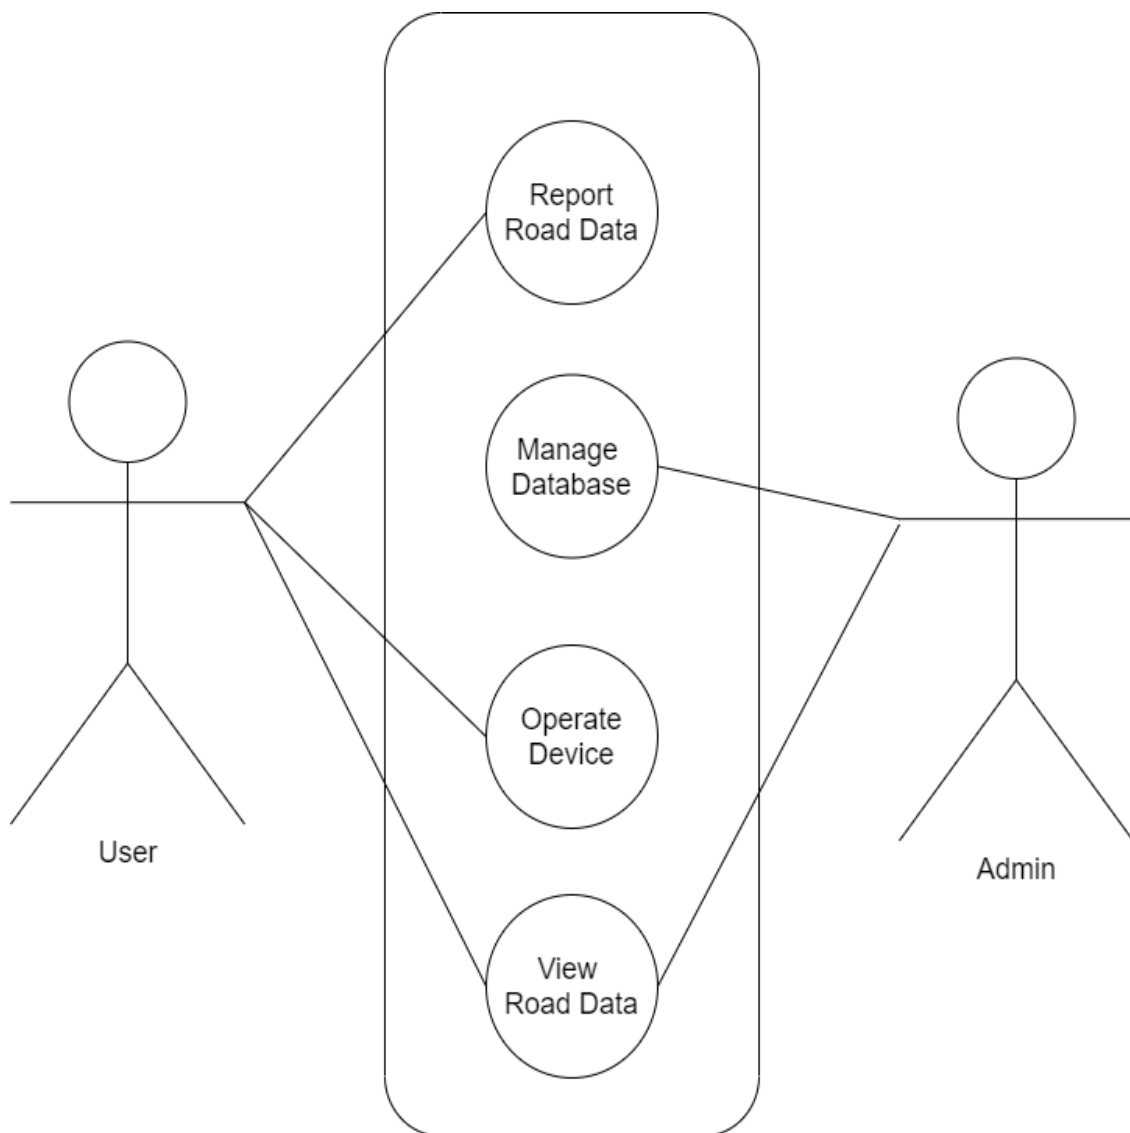 Report
Road Data
Manage
Database
Operate
Device
User
Admin
View
Road Data